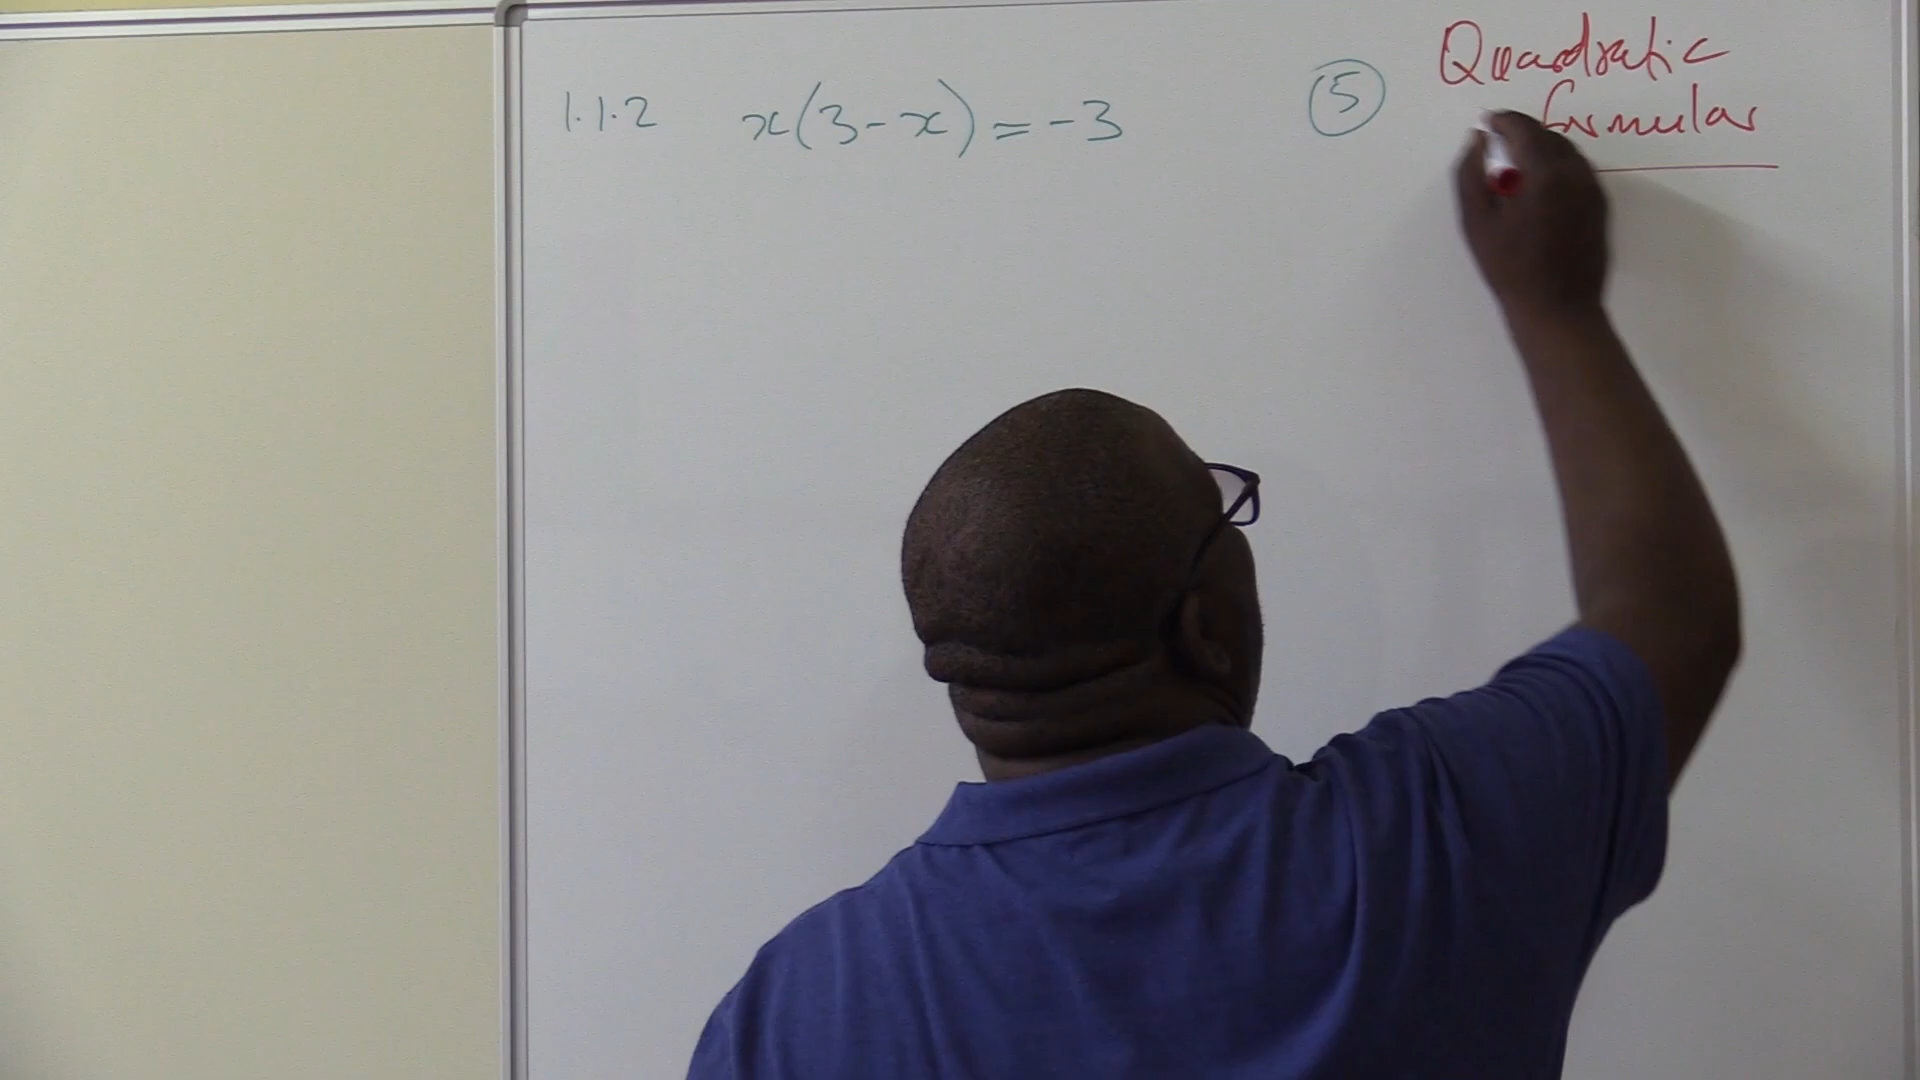 1.1.2 x(3-x) = -3 5
Quadratic
formular